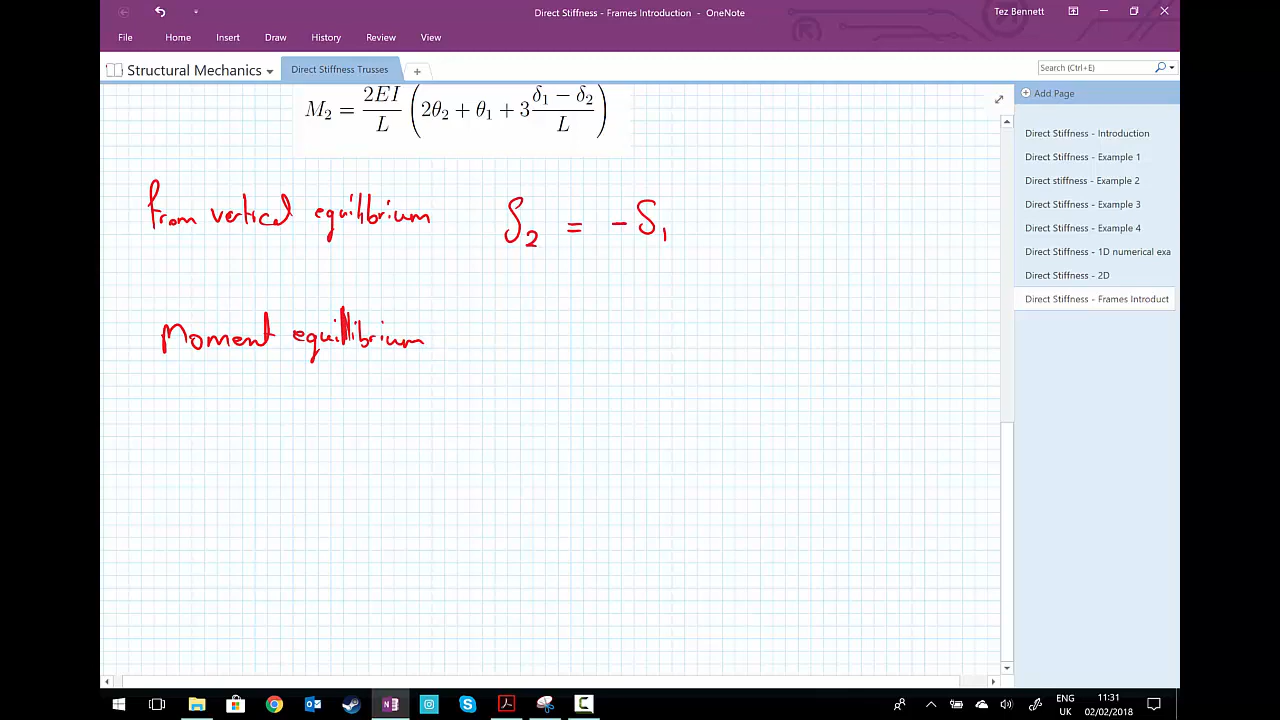 Direct Stiffness - Frames Introduction - OneNote
Tez Bennett
File Home Insert Draw History Review View
Structural Mechanics
Direct Stiffness Trusses
Search (Ctrl+E)
M₂ = 2EI/L (2θ₂ + θ₁ + 3 (δ₁ − δ₂)/L)
from vertical equilibrium S₂ = - S₁
Moment equillibrium
Add Page
Direct Stiffness - Introduction
Direct Stiffness - Example 1
Direct stiffness - Example 2
Direct Stiffness - Example 3
Direct Stiffness - Example 4
Direct Stiffness - 1D numerical exa
Direct Stiffness - 2D
Direct Stiffness - Frames Introduct
ENG
UK
11:31
02/02/2018